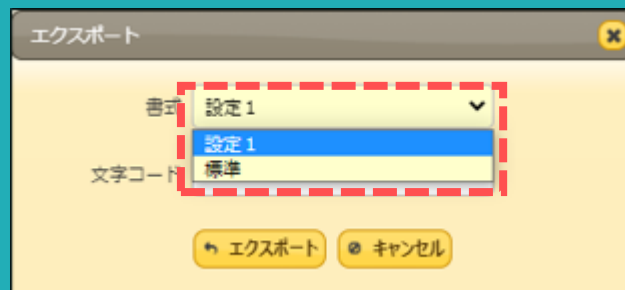 エクスポート
書式 設定1
設定1
標準
文字コード
エクスポート キャンセル